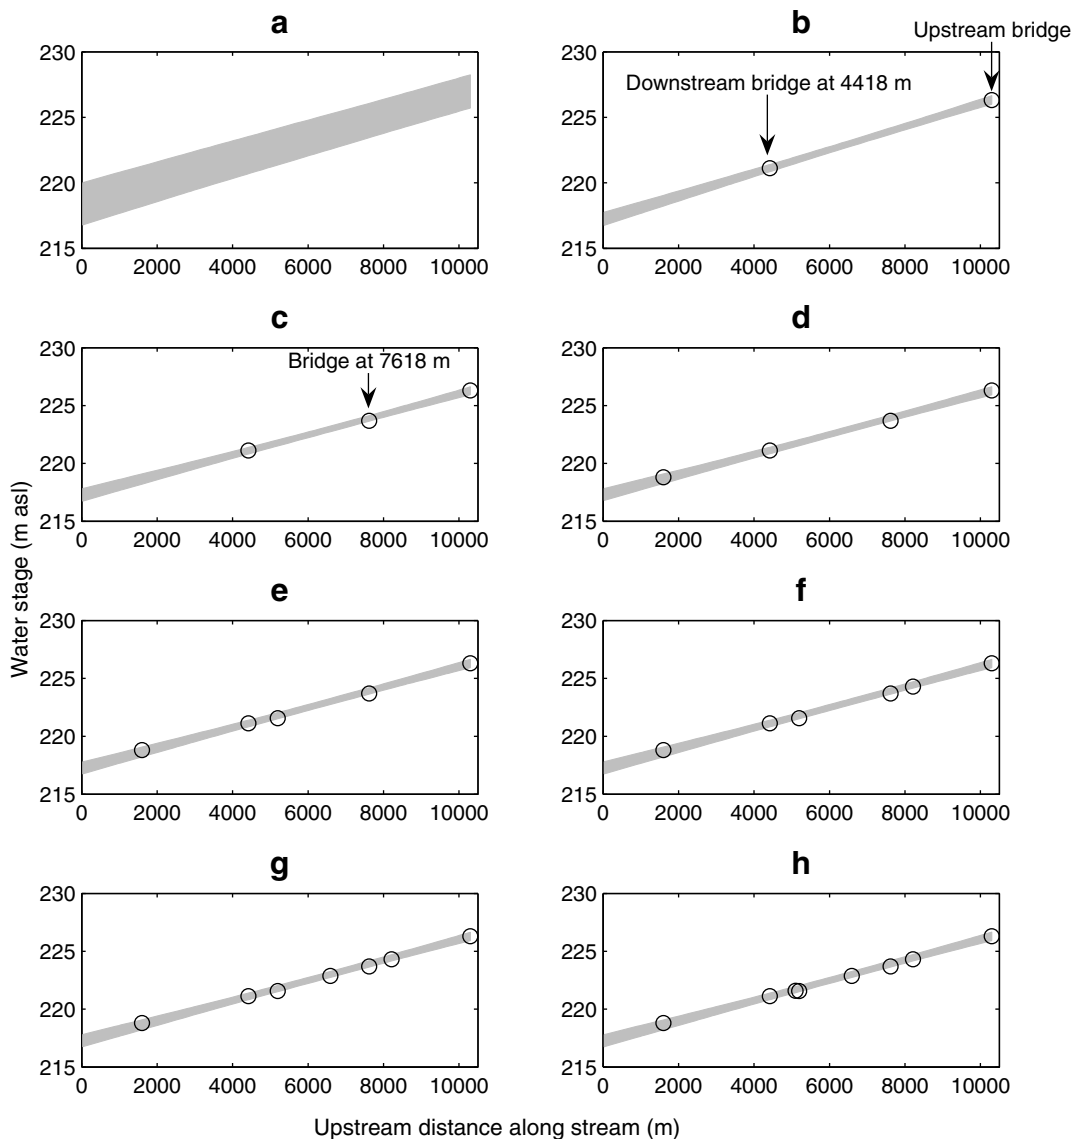 a
230
225
220
215
0 2000 4000 6000 8000 10000
b
Upstream bridge
Downstream bridge at 4418 m
230
225
220
215
0 2000 4000 6000 8000 10000
c
Bridge at 7618 m
230
225
220
215
0 2000 4000 6000 8000 10000
d
230
225
220
215
0 2000 4000 6000 8000 10000
Water stage (m asl)
e
230
225
220
215
0 2000 4000 6000 8000 10000
f
230
225
220
215
0 2000 4000 6000 8000 10000
g
230
225
220
215
0 2000 4000 6000 8000 10000
h
230
225
220
215
0 2000 4000 6000 8000 10000
Upstream distance along stream (m)